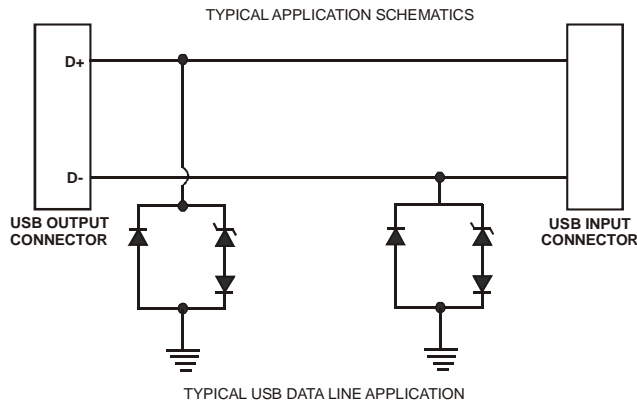 TYPICAL APPLICATION SCHEMATICS
D+
D-
USB OUTPUT
CONNECTOR
USB INPUT
CONNECTOR
TYPICAL USB DATA LINE APPLICATION